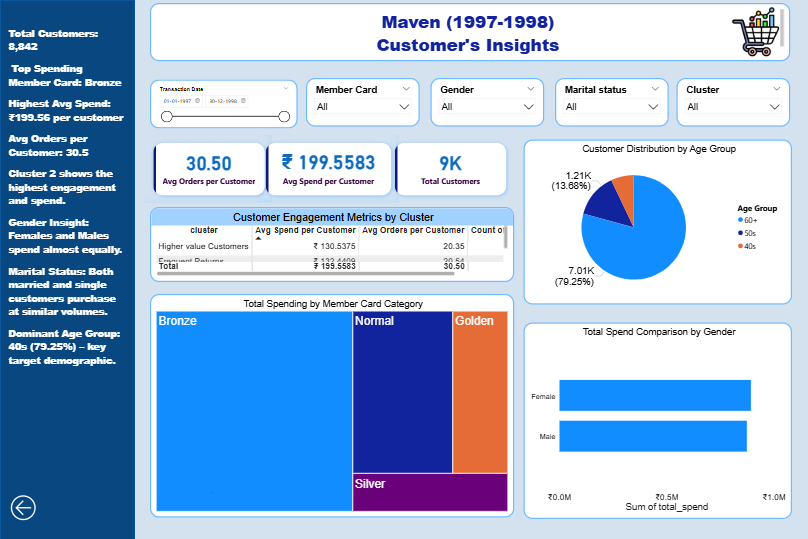 Maven (1997-1998)
Customer's Insights
Total Customers:
8,842
Top Spending
Member Card: Bronze
Highest Avg Spend:
₹199.56 per customer
Avg Orders per
Customer: 30.5
Cluster 2 shows the
highest engagement
and spend.
Gender Insight:
Females and Males
spend almost equally.
Marital Status: Both
married and single
customers purchase
at similar volumes.
Dominant Age Group:
40s (79.25%) – key
target demographic.
Transaction Date
01-01-1997 30-12-1998
Member Card
All
Gender
All
Marital status
All
Cluster
All
30.50
Avg Orders per Customer
₹ 199.5583
Avg Spend per Customer
9K
Total Customers
Customer Engagement Metrics by Cluster
cluster Avg Spend per Customer Avg Orders per Customer Count of
Higher value Customers ₹ 130.5375 20.35
Frequent Returns
Total ₹ 199.5583 30.50
Total Spending by Member Card Category
Bronze
Normal
Golden
Silver
Customer Distribution by Age Group
1.21K
(13.68%)
7.01K
(79.25%)
Age Group
60+
50s
40s
Total Spend Comparison by Gender
Female
Male
₹0.0M ₹0.5M ₹1.0M
Sum of total_spend